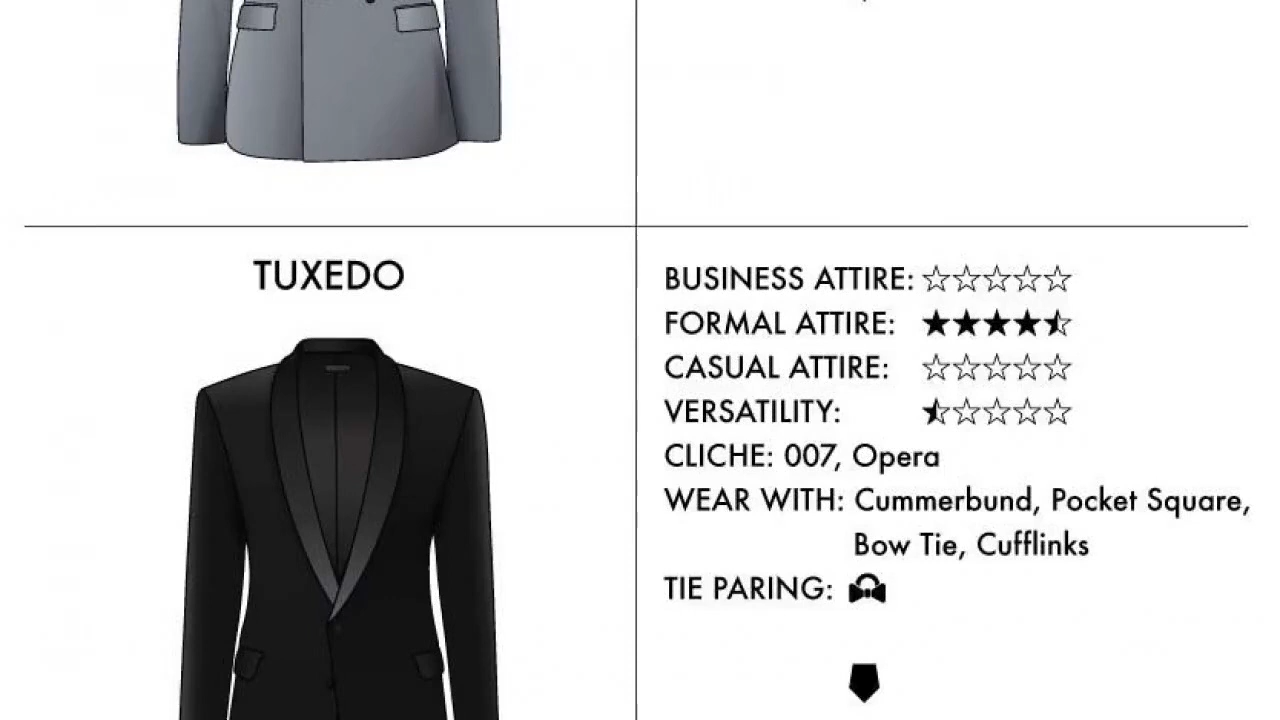 TUXEDO
BUSINESS ATTIRE: ☆☆☆☆☆
FORMAL ATTIRE: ★★★★⯪
CASUAL ATTIRE: ☆☆☆☆☆
VERSATILITY: ⯪☆☆☆☆
CLICHE: 007, Opera
WEAR WITH: Cummerbund, Pocket Square,
Bow Tie, Cufflinks
TIE PARING: